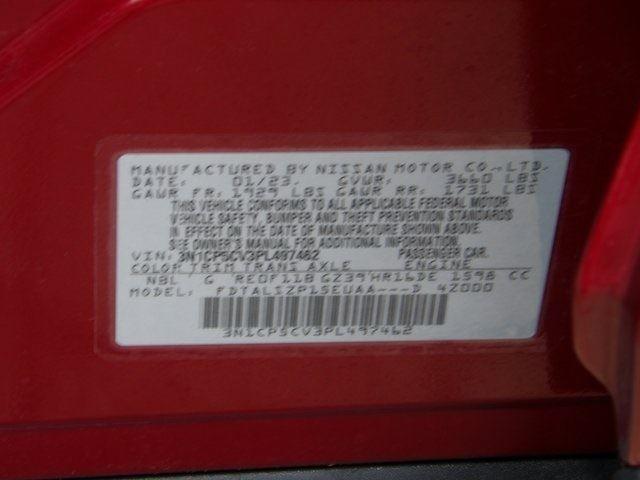 MANUFACTURED BY NISSAN MOTOR CO., LTD.
DATE: 01/23. GVWR: 3660 LBS
GAWR FR: 1929 LBS GAWR RR: 1731 LBS
THIS VEHICLE CONFORMS TO ALL APPLICABLE FEDERAL MOTOR
VEHICLE SAFETY, BUMPER AND THEFT PREVENTION STANDARDS
IN EFFECT ON THE DATE OF MANUFACTURE SHOWN ABOVE.
SEE OWNER'S MANUAL FOR ADDITIONAL INFORMATION.
VIN: 3N1CP5CV3PL497462 PASSENGER CAR.
COLOR TRIM TRANS AXLE ENGINE
NBL G RE0F11B GZ39 HR16DE 1598 CC
MODEL: FDTALSZP15EUAA---D 4Z000
3N1CP5CV3PL497462